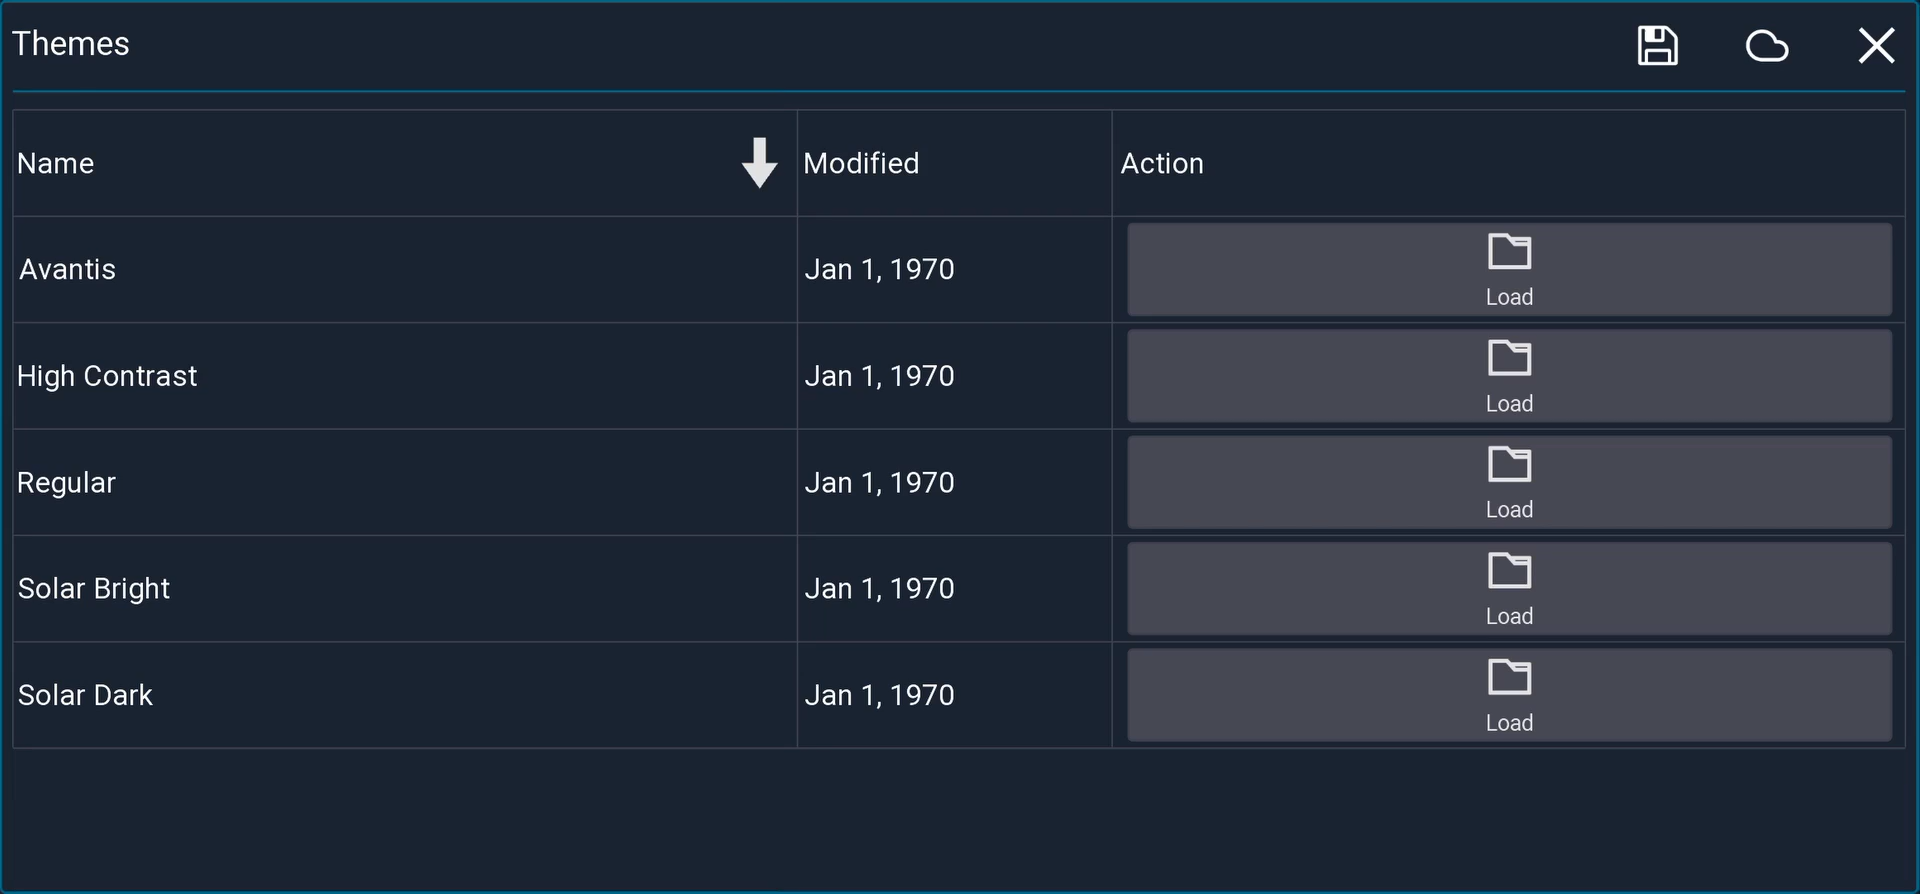 Themes
Name Modified Action
Avantis Jan 1, 1970 Load
High Contrast Jan 1, 1970 Load
Regular Jan 1, 1970 Load
Solar Bright Jan 1, 1970 Load
Solar Dark Jan 1, 1970 Load